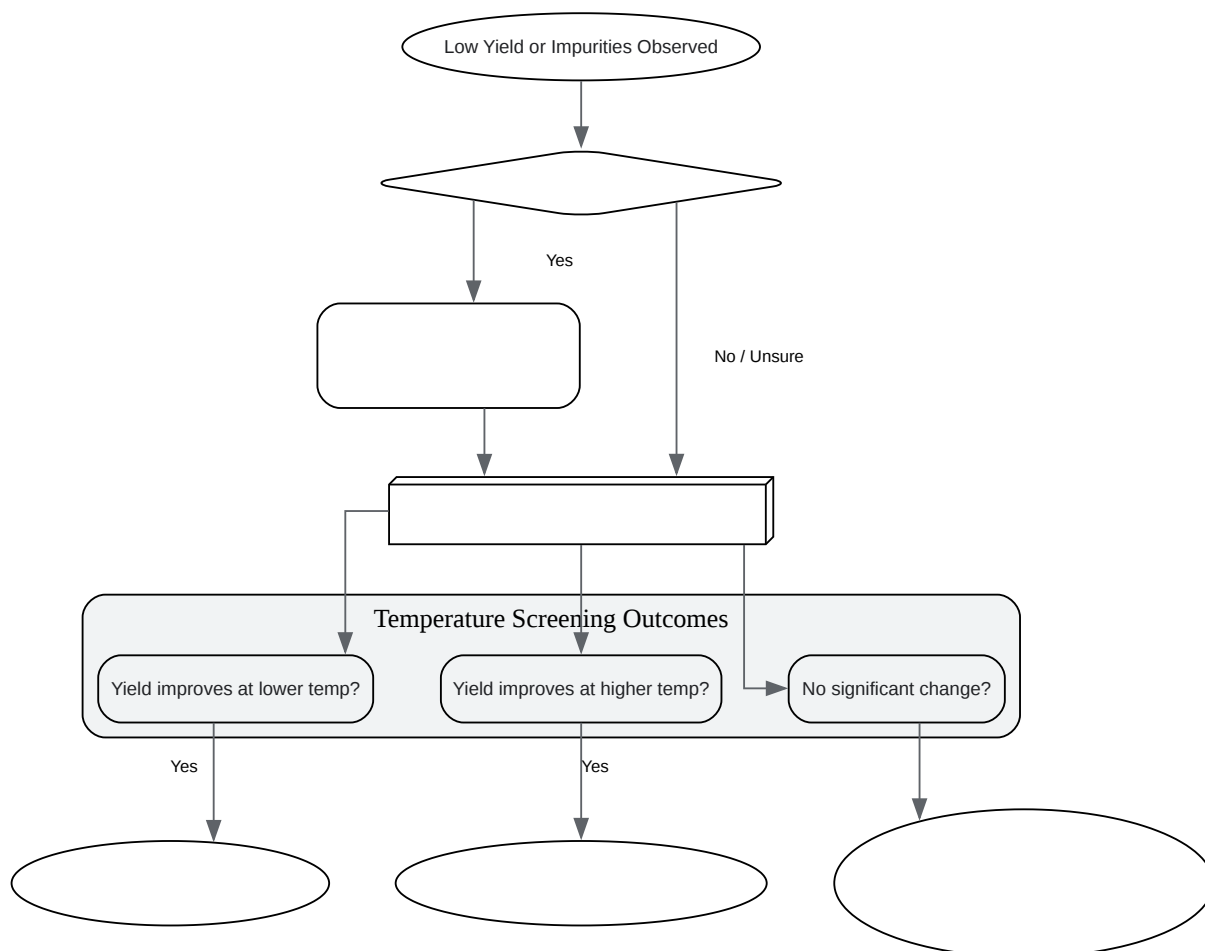 Low Yield or Impurities Observed
Yes
No / Unsure
Temperature Screening Outcomes
Yield improves at lower temp?
Yield improves at higher temp?
No significant change?
Yes
Yes